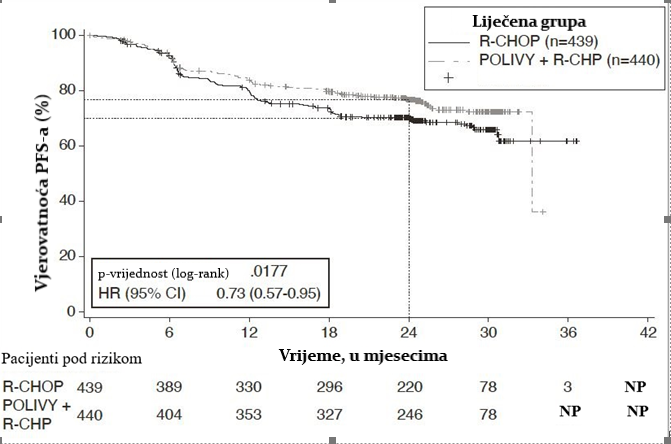 Liječena grupa
R-CHOP (n=439)
POLIVY + R-CHP (n=440)
+
Vjerovatnoća PFS-a (%)
100
80
60
40
20
0
p-vrijednost (log-rank) .0177
HR (95% CI) 0.73 (0.57-0.95)
0 6 12 18 24 30 36 42
Pacijenti pod rizikom
Vrijeme, u mjesecima
R-CHOP 439 389 330 296 220 78 3 NP
POLIVY +
R-CHP 440 404 353 327 246 78 NP NP